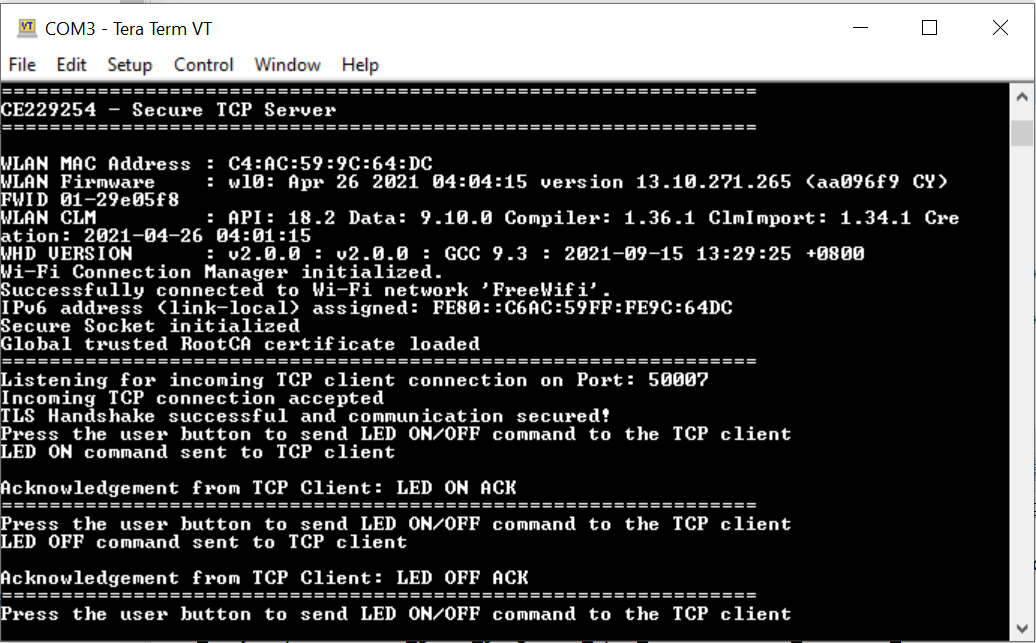 COM3 - Tera Term VT
File Edit Setup Control Window Help
===============================================================
CE229254 - Secure TCP Server
===============================================================
WLAN MAC Address : C4:AC:59:9C:64:DC
WLAN Firmware    : wl0: Apr 26 2021 04:04:15 version 13.10.271.265 (aa096f9 CY)
FWID 01-29e05f8
WLAN CLM         : API: 18.2 Data: 9.10.0 Compiler: 1.36.1 ClmImport: 1.34.1 Cre
ation: 2021-04-26 04:01:15
WHD VERSION      : v2.0.0 : v2.0.0 : GCC 9.3 : 2021-09-15 13:29:25 +0800
Wi-Fi Connection Manager initialized.
Successfully connected to Wi-Fi network 'FreeWifi'.
IPv6 address (link-local) assigned: FE80::C6AC:59FF:FE9C:64DC
Secure Socket initialized
Global trusted RootCA certificate loaded
===============================================================
Listening for incoming TCP client connection on Port: 50007
Incoming TCP connection accepted
TLS Handshake successful and communication secured!
Press the user button to send LED ON/OFF command to the TCP client
LED ON command sent to TCP client
Acknowledgement from TCP Client: LED ON ACK
===============================================================
Press the user button to send LED ON/OFF command to the TCP client
LED OFF command sent to TCP client
Acknowledgement from TCP Client: LED OFF ACK
===============================================================
Press the user button to send LED ON/OFF command to the TCP client